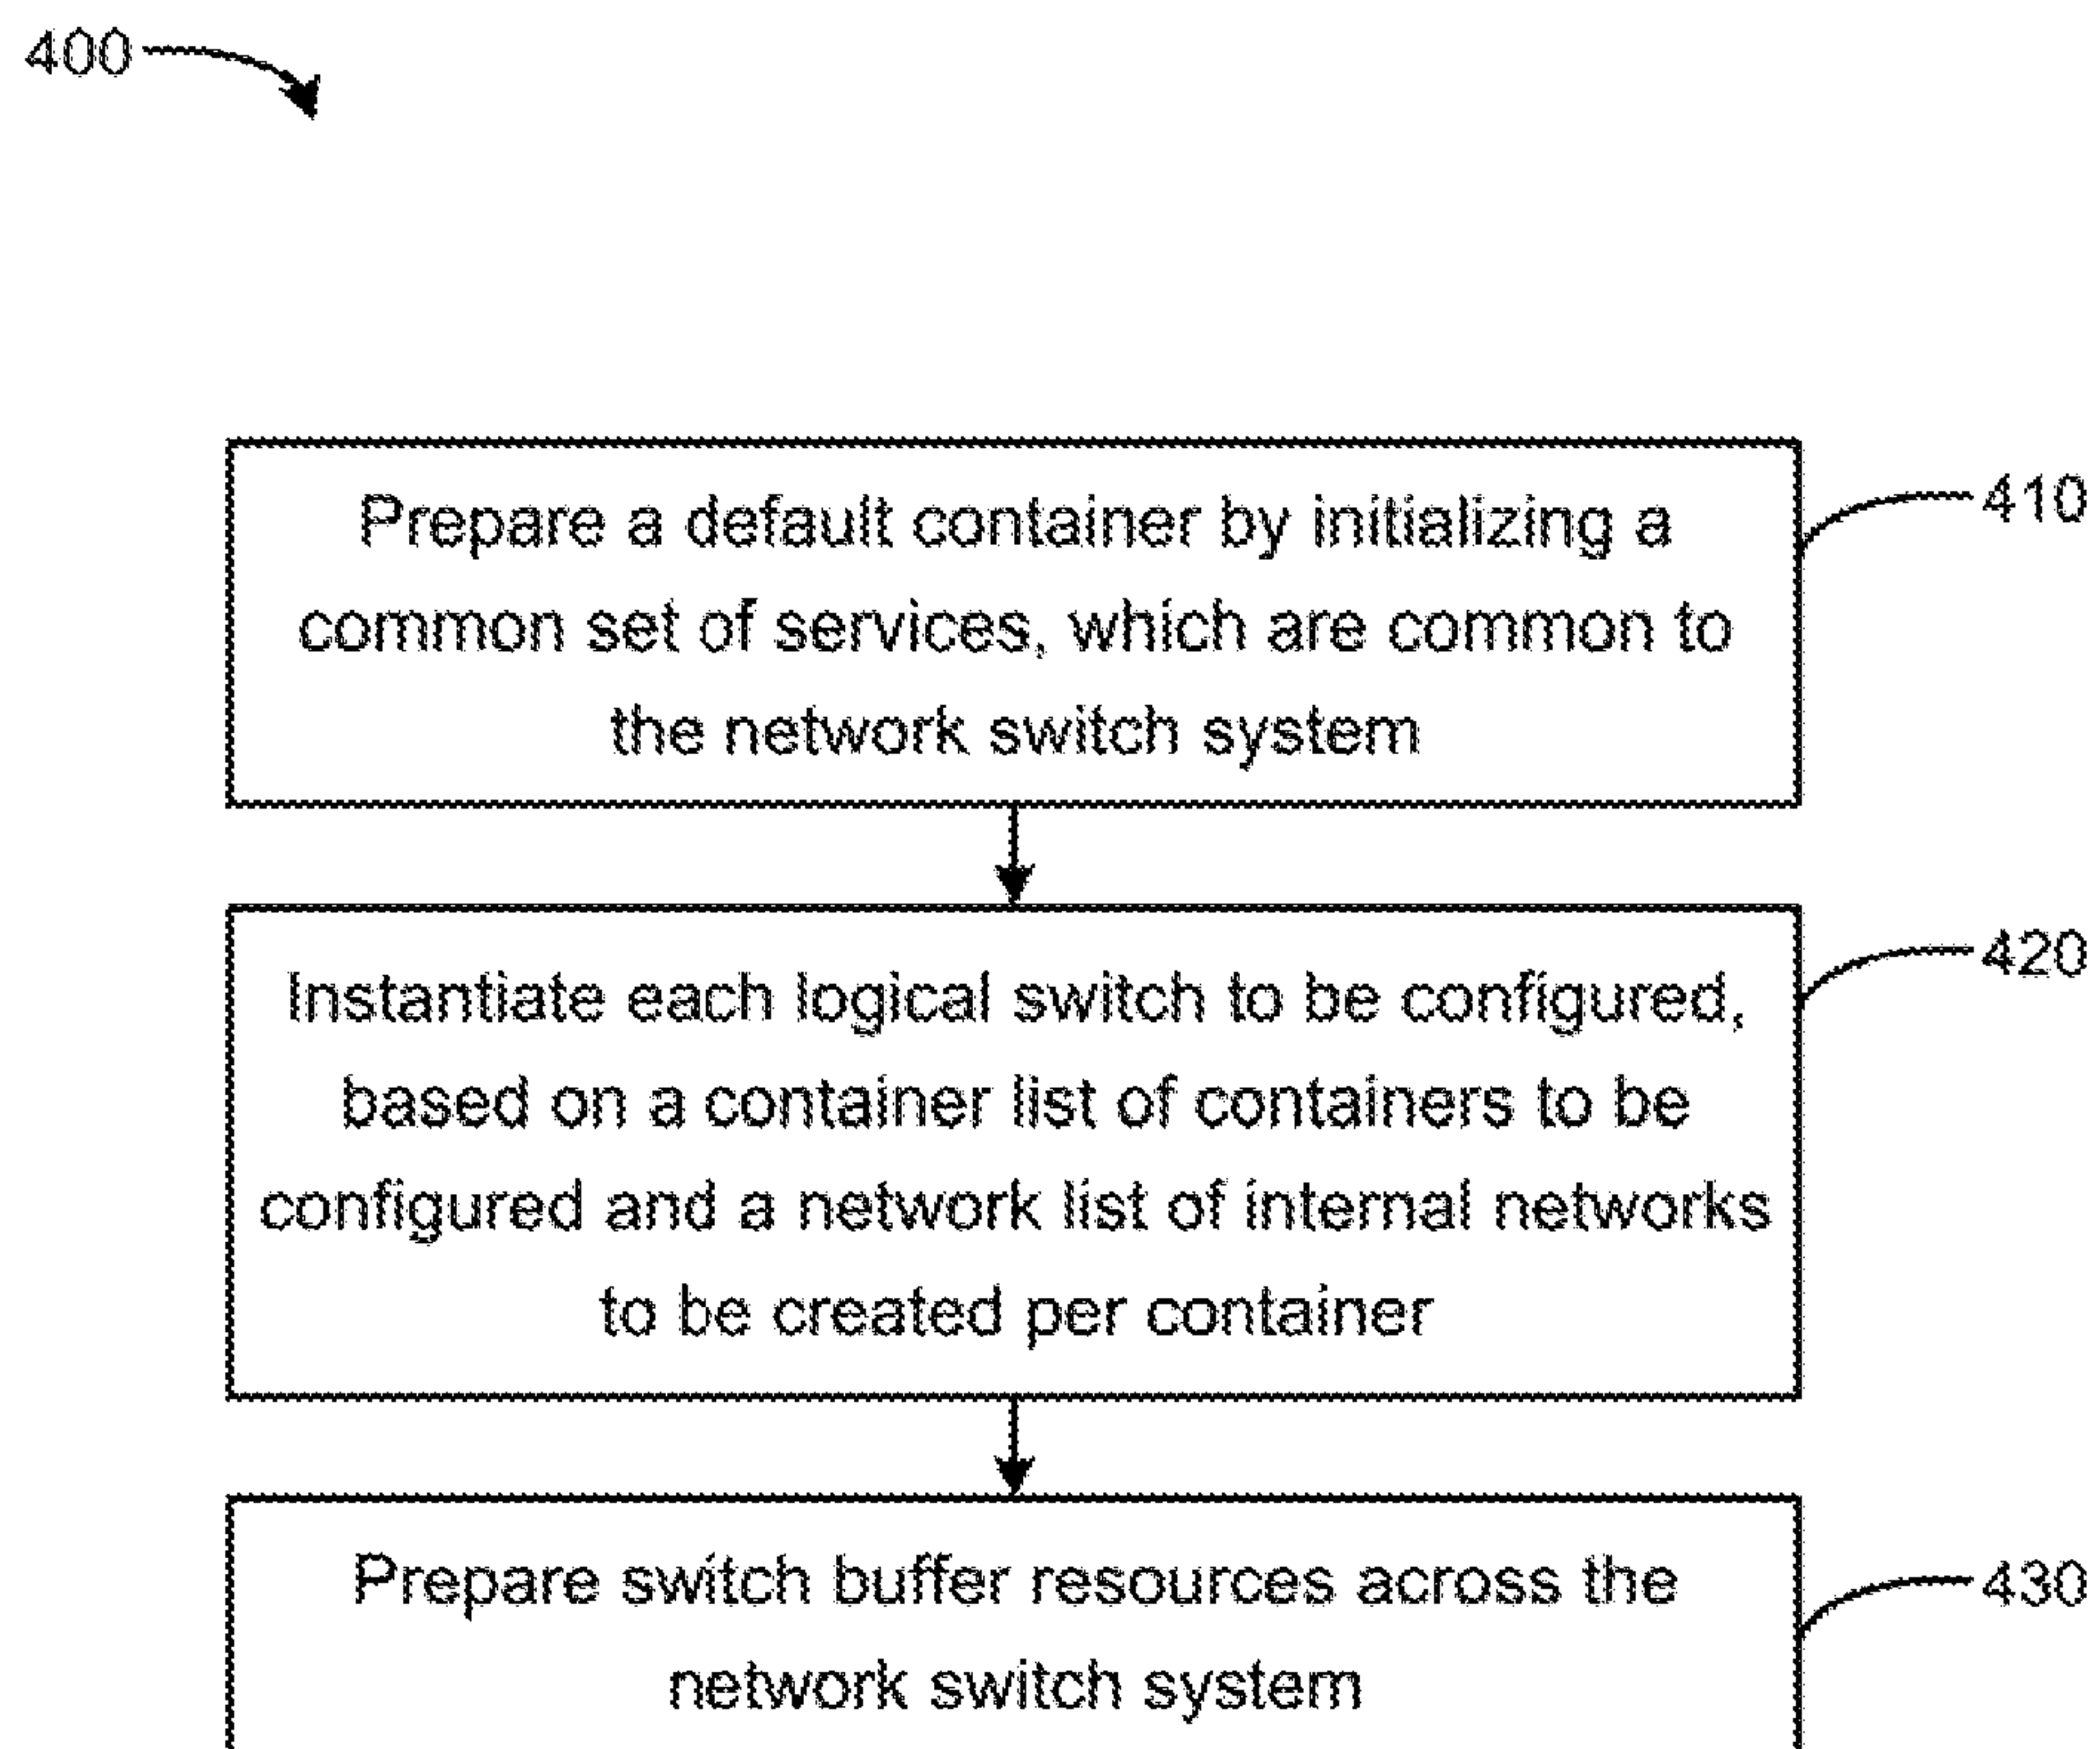 400
Prepare a default container by initializing a
common set of services, which are common to
the network switch system
410
Instantiate each logical switch to be configured,
based on a container list of containers to be
configured and a network list of internal networks
to be created per container
420
Prepare switch buffer resources across the
network switch system
430